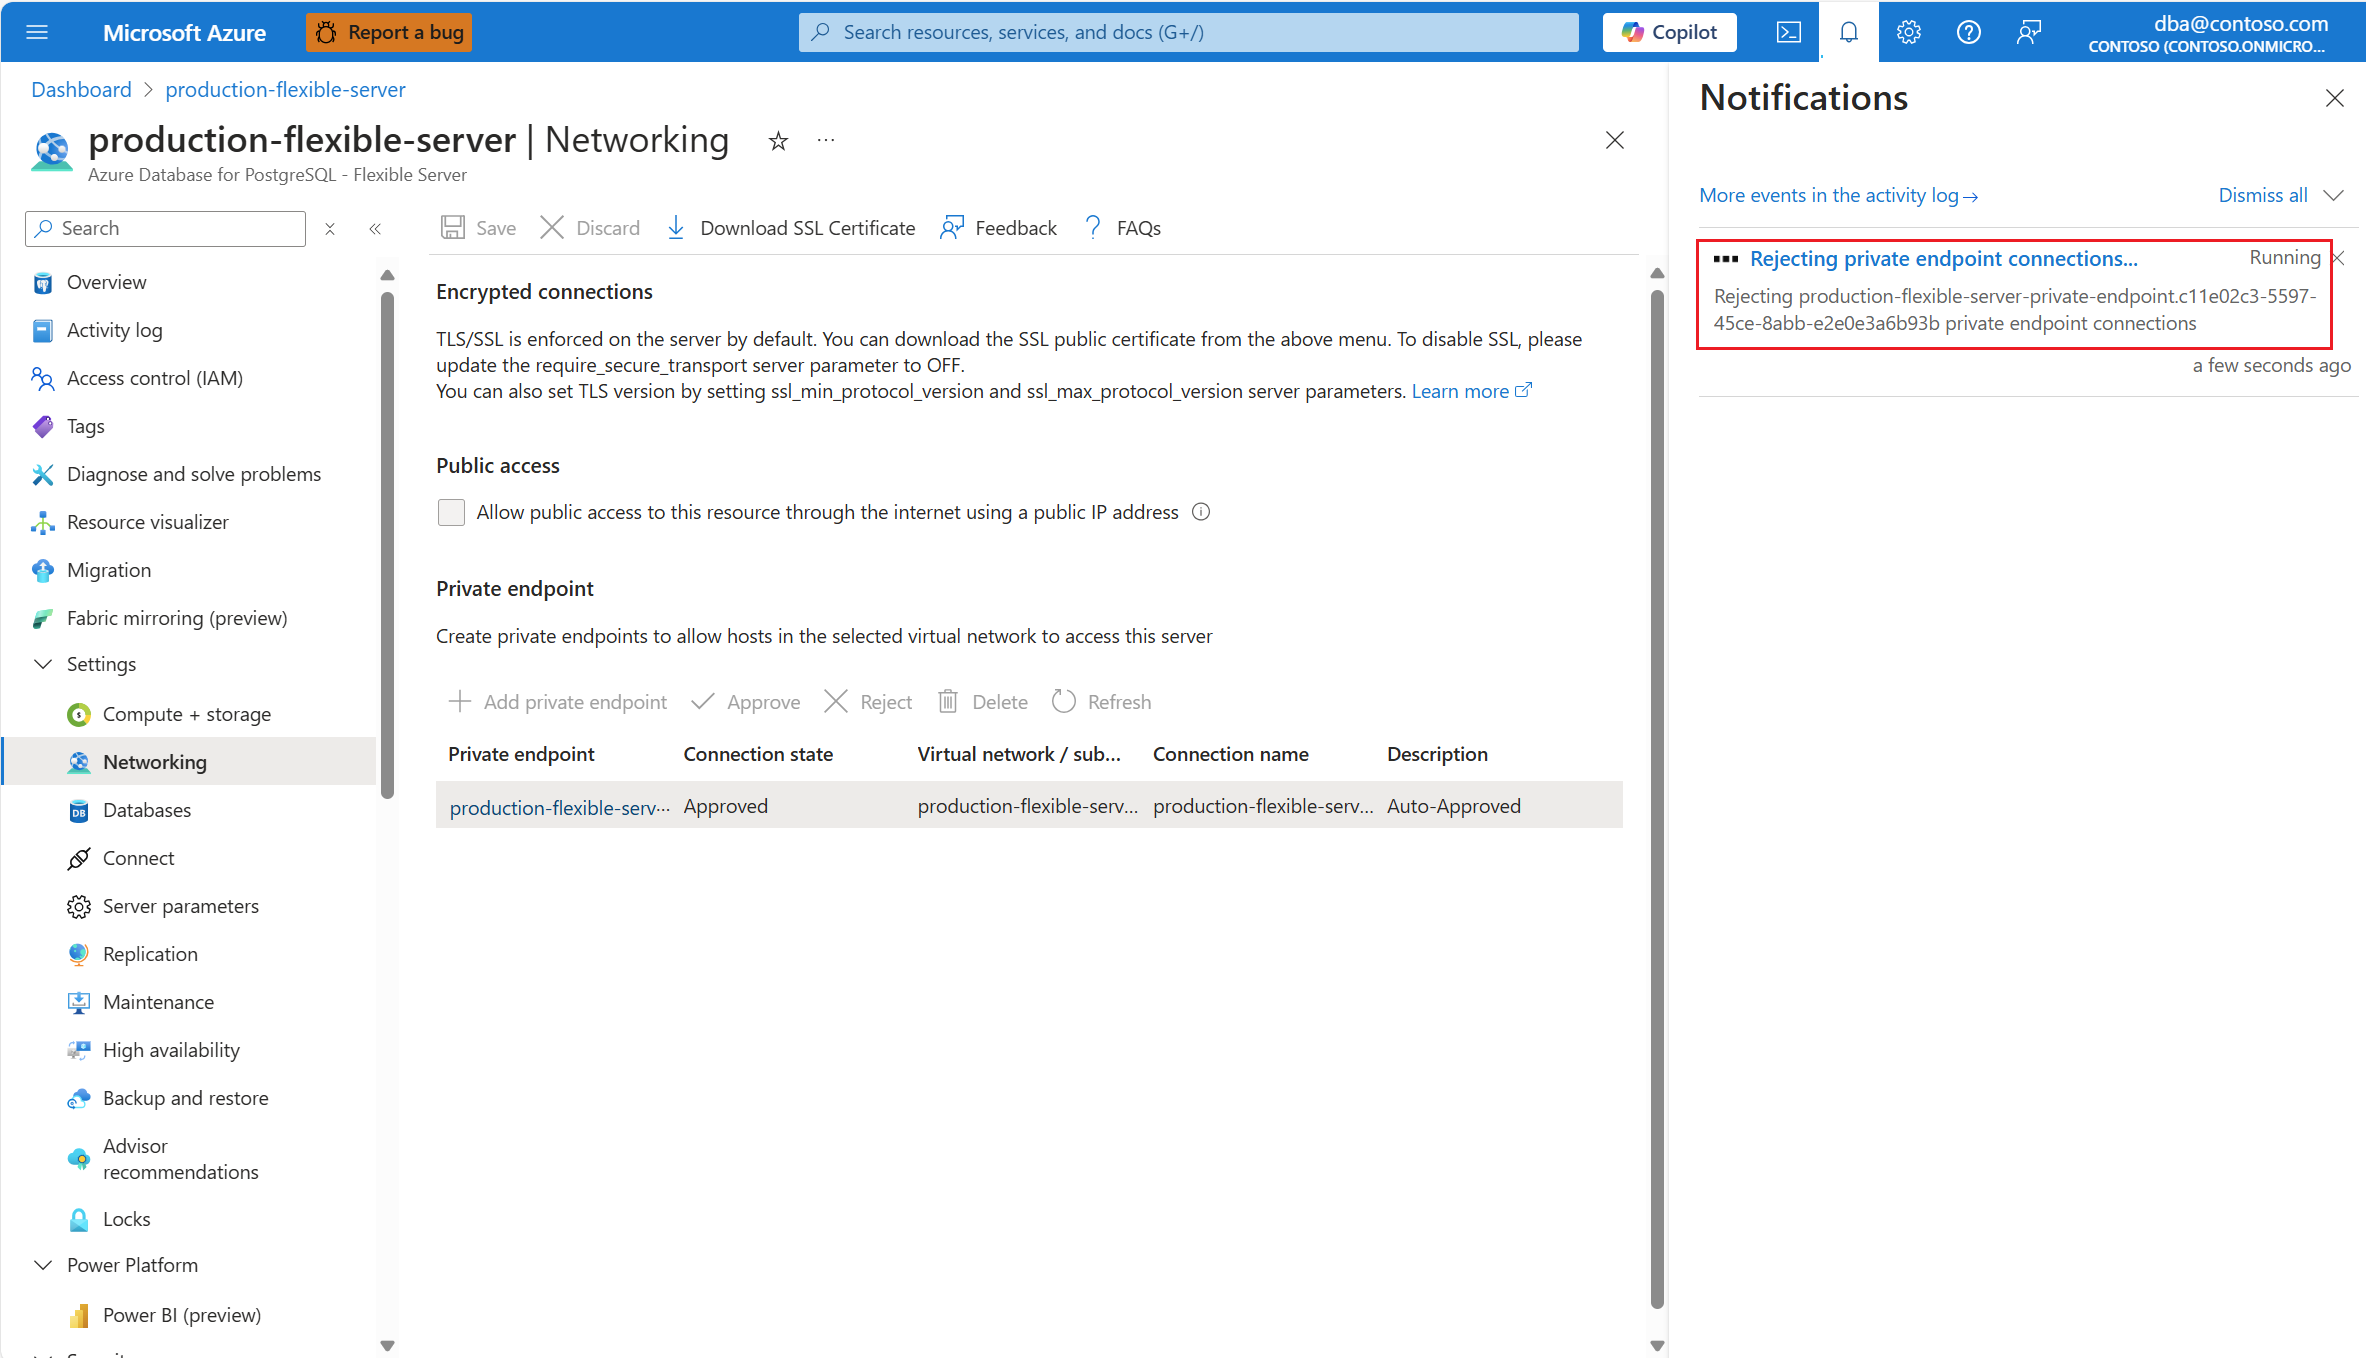 Microsoft Azure
Report a bug
Search resources, services, and docs (G+/)
Copilot
dba@contoso.com
CONTOSO (CONTOSO.ONMICRO...
Dashboard > production-flexible-server
production-flexible-server | Networking
Azure Database for PostgreSQL - Flexible Server
Search
Overview
Activity log
Access control (IAM)
Tags
Diagnose and solve problems
Resource visualizer
Migration
Fabric mirroring (preview)
Settings
Compute + storage
Networking
Databases
Connect
Server parameters
Replication
Maintenance
High availability
Backup and restore
Advisor
recommendations
Locks
Power Platform
Power BI (preview)
Save
Discard
Download SSL Certificate
Feedback
FAQs
Encrypted connections
TLS/SSL is enforced on the server by default. You can download the SSL public certificate from the above menu. To disable SSL, please
update the require_secure_transport server parameter to OFF.
You can also set TLS version by setting ssl_min_protocol_version and ssl_max_protocol_version server parameters. Learn more
Public access
Allow public access to this resource through the internet using a public IP address
Private endpoint
Create private endpoints to allow hosts in the selected virtual network to access this server
Add private endpoint
Approve
Reject
Delete
Refresh
Private endpoint Connection state Virtual network / sub... Connection name Description
production-flexible-serv... Approved production-flexible-serv... production-flexible-serv... Auto-Approved
Notifications
More events in the activity log→
Dismiss all
Rejecting private endpoint connections...
Running
Rejecting production-flexible-server-private-endpoint.c11e02c3-5597-
45ce-8abb-e2e0e3a6b93b private endpoint connections
a few seconds ago